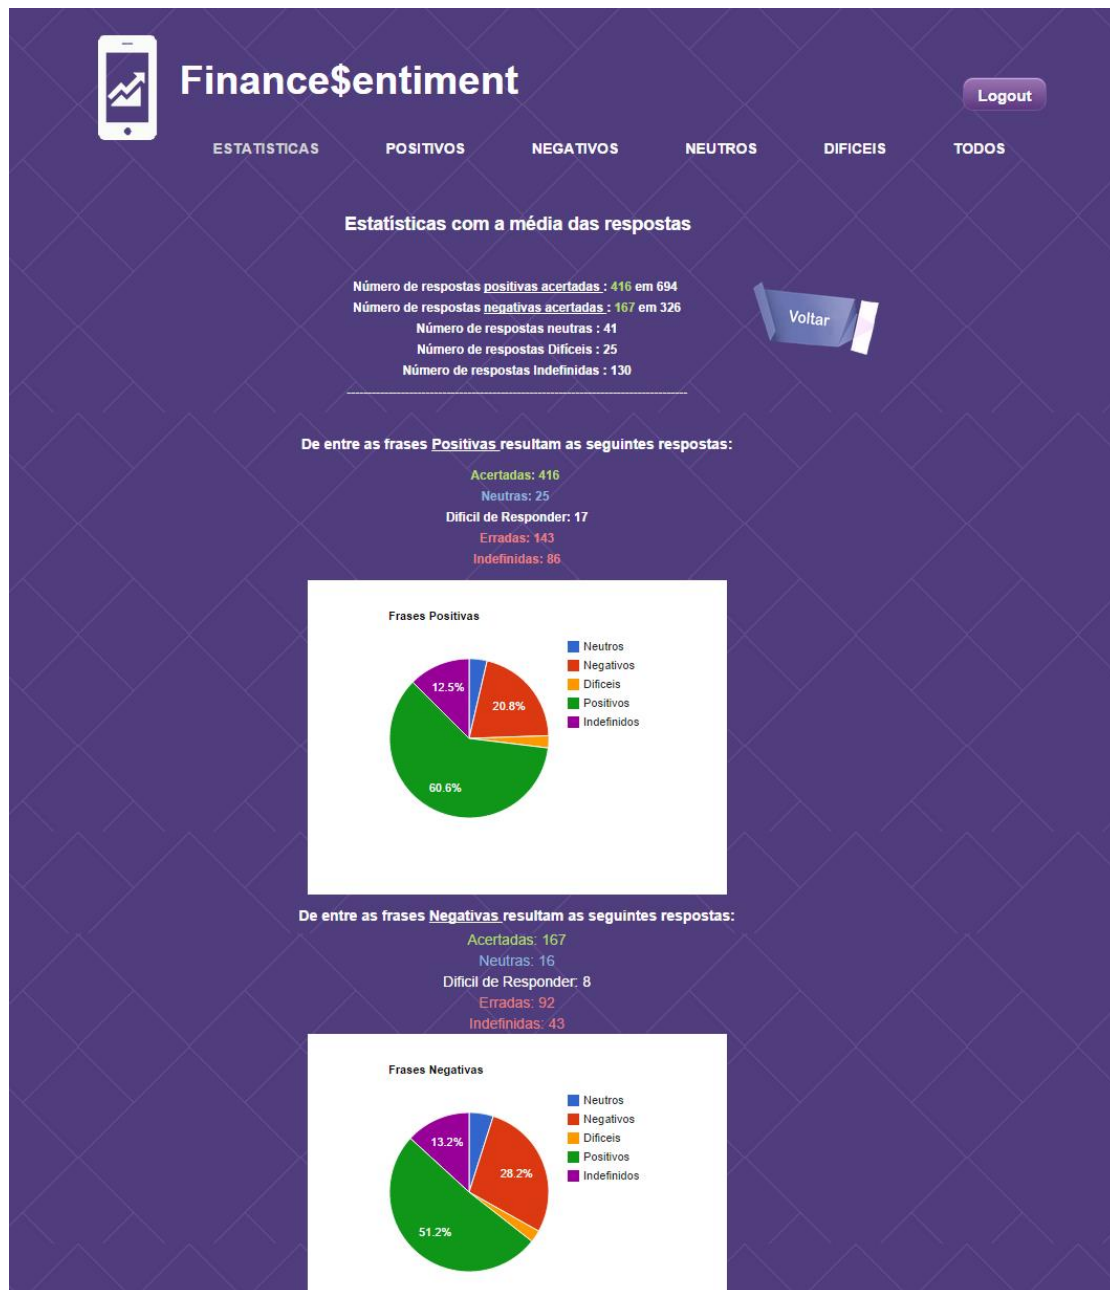 Finance$entiment
Logout
ESTATISTICAS POSITIVOS NEGATIVOS NEUTROS DIFICEIS TODOS
Estatísticas com a média das respostas
Número de respostas positivas acertadas : 416 em 694
Número de respostas negativas acertadas : 167 em 326
Número de respostas neutras : 41
Número de respostas Difíceis : 25
Número de respostas Indefinidas : 130
Voltar
De entre as frases Positivas resultam as seguintes respostas:
Acertadas: 416
Neutras: 25
Dificil de Responder: 17
Erradas: 143
Indefinidas: 86
Frases Positivas
Neutros
Negativos
Dificeis
Positivos
Indefinidos
12.5%
20.8%
60.6%
De entre as frases Negativas resultam as seguintes respostas:
Acertadas: 167
Neutras: 16
Dificil de Responder: 8
Erradas: 92
Indefinidas: 43
Frases Negativas
Neutros
Negativos
Dificeis
Positivos
Indefinidos
13.2%
28.2%
51.2%